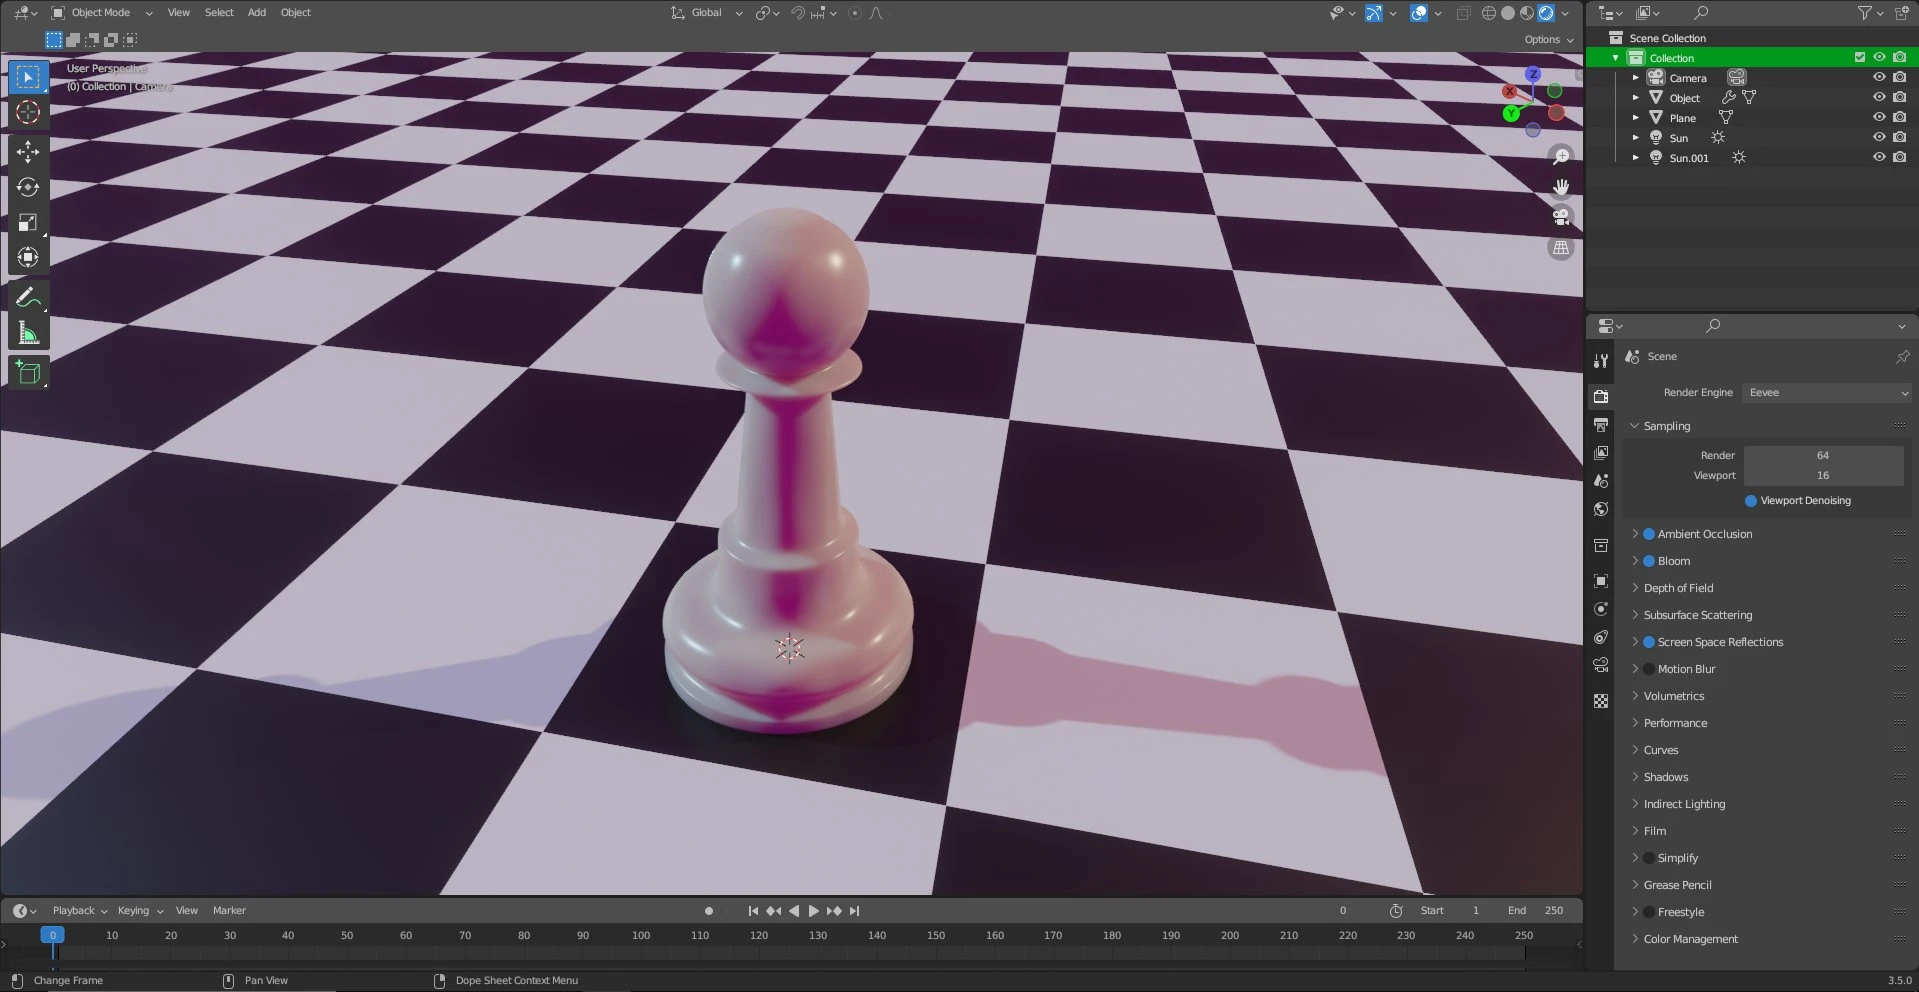 Object Mode View Select Add Object Global
Options
User Perspective
(0) Collection | Camera
Z
X
Y
Scene Collection
Collection
Camera
Object
Plane
Sun
Sun.001
Scene
Render Engine Eevee
Sampling
Render 64
Viewport 16
Viewport Denoising
Ambient Occlusion
Bloom
Depth of Field
Subsurface Scattering
Screen Space Reflections
Motion Blur
Volumetrics
Performance
Curves
Shadows
Indirect Lighting
Film
Simplify
Grease Pencil
Freestyle
Color Management
Playback Keying View Marker 0 Start 1 End 250
0 10 20 30 40 50 60 70 80 90 100 110 120 130 140 150 160 170 180 190 200 210 220 230 240 250
Change Frame Pan View Dope Sheet Context Menu 3.5.0